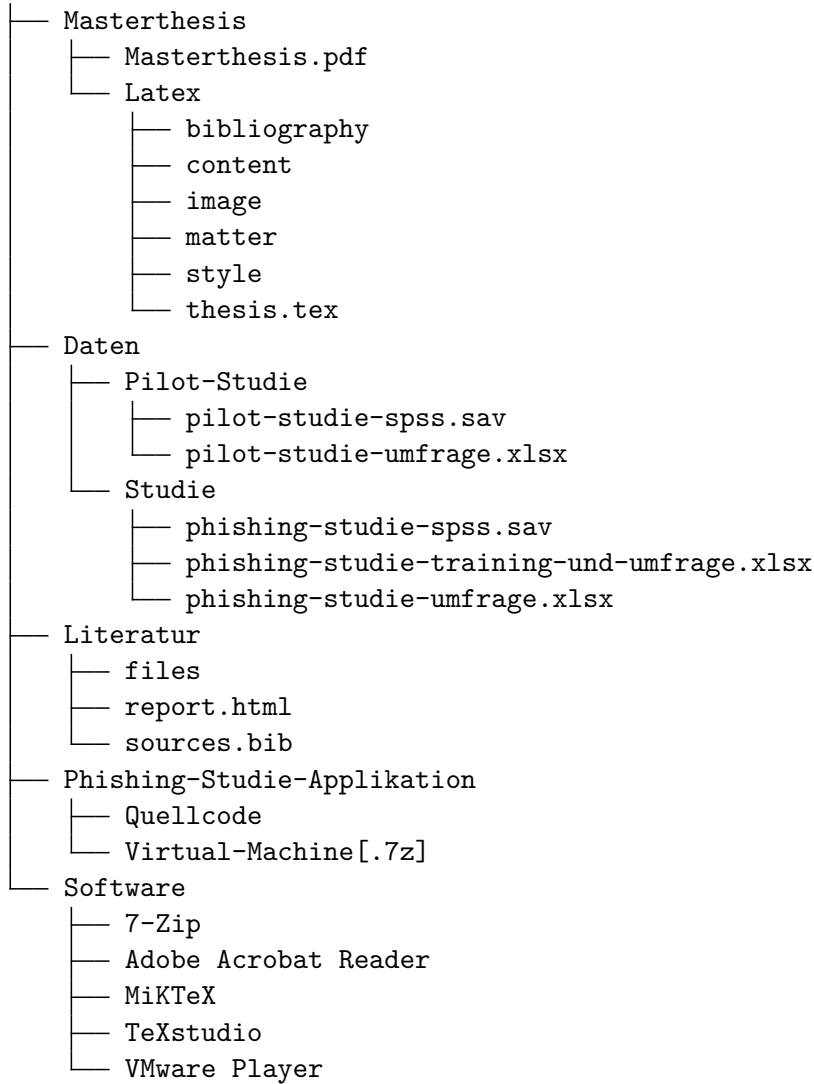 Masterthesis
Masterthesis.pdf
Latex
bibliography
content
image
matter
style
thesis.tex
Daten
Pilot-Studie
pilot-studie-spss.sav
pilot-studie-umfrage.xlsx
Studie
phishing-studie-spss.sav
phishing-studie-training-und-umfrage.xlsx
phishing-studie-umfrage.xlsx
Literatur
files
report.html
sources.bib
Phishing-Studie-Applikation
Quellcode
Virtual-Machine[.7z]
Software
7-Zip
Adobe Acrobat Reader
MiKTeX
TeXstudio
VMware Player